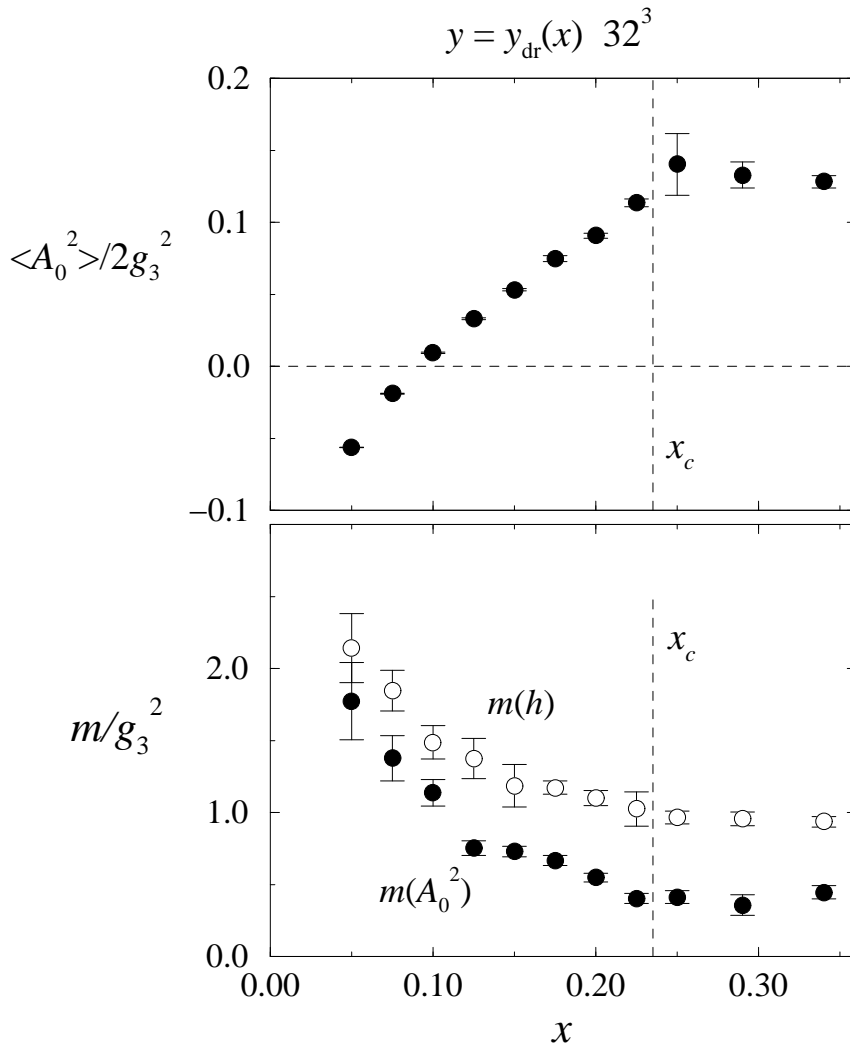 y = y_dr(x) 32^3
0.2
0.1
<A_0^2>/2g_3^2
0.0
x_c
−0.1
2.0
x_c
m(h)
m/g_3^2
1.0
m(A_0^2)
0.0
0.00 0.10 0.20 0.30
x